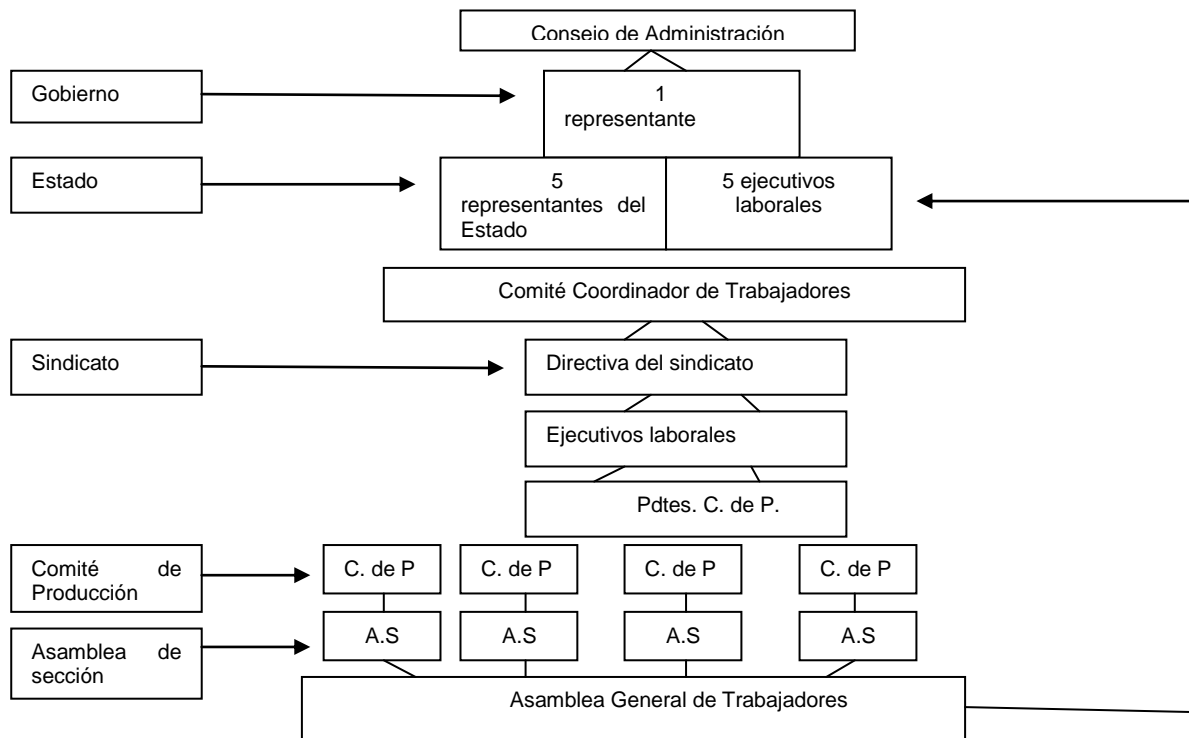 Consejo de Administración
Gobierno
1
representante
Estado
5
representantes del
Estado
5 ejecutivos
laborales
Comité Coordinador de Trabajadores
Sindicato
Directiva del sindicato
Ejecutivos laborales
Pdtes. C. de P.
Comité de
Producción
C. de P
C. de P
C. de P
C. de P
Asamblea de
sección
A.S
A.S
A.S
A.S
Asamblea General de Trabajadores